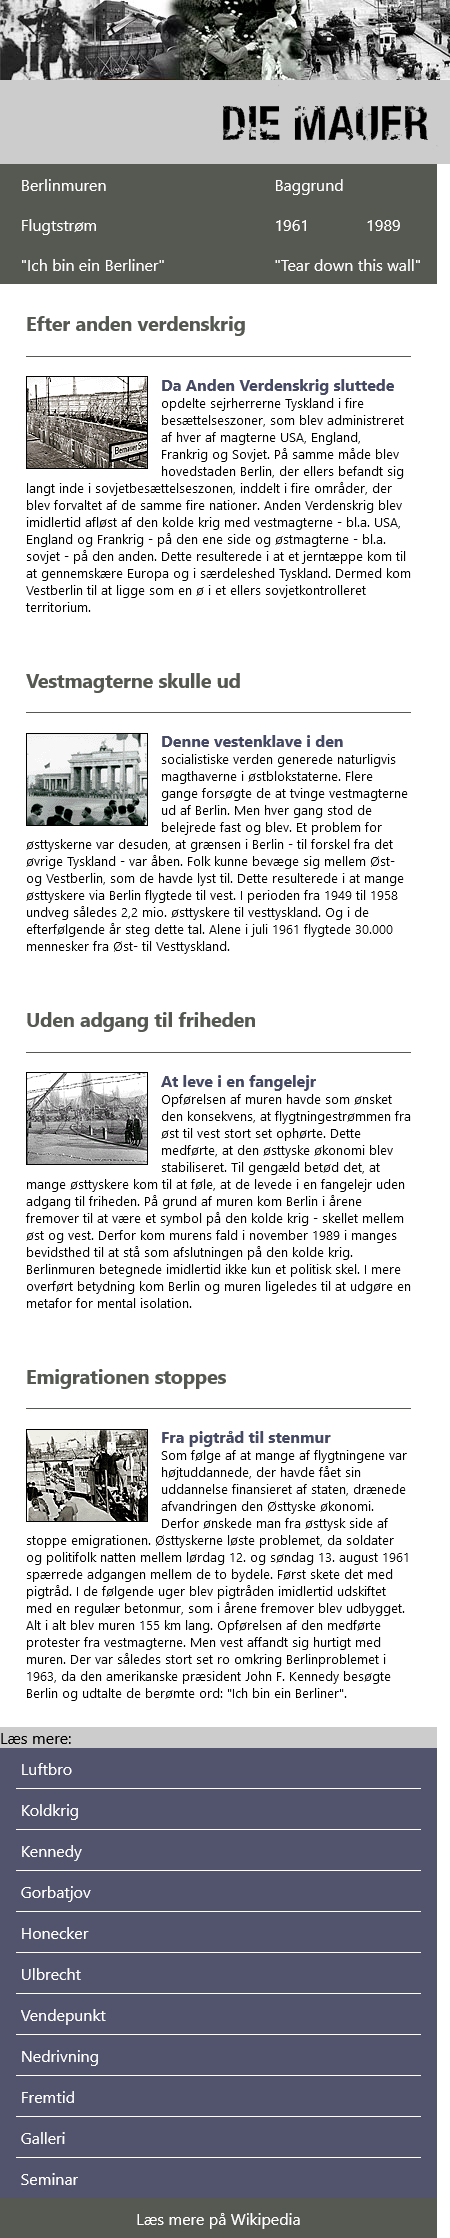 DIE MAUER
Berlinmuren Baggrund
Flugtstrøm 1961 1989
"Ich bin ein Berliner" "Tear down this wall"
Efter anden verdenskrig
Bernauer Stra
Da Anden Verdenskrig sluttede
opdelte sejrherrerne Tyskland i fire
besættelseszoner, som blev administreret
af hver af magterne USA, England,
Frankrig og Sovjet. På samme måde blev
hovedstaden Berlin, der ellers befandt sig
langt inde i sovjetbesættelseszonen, inddelt i fire områder, der
blev forvaltet af de samme fire nationer. Anden Verdenskrig blev
imidlertid afløst af den kolde krig med vestmagterne - bl.a. USA,
England og Frankrig - på den ene side og østmagterne - bl.a.
sovjet - på den anden. Dette resulterede i at et jerntæppe kom til
at gennemskære Europa og i særdeleshed Tyskland. Dermed kom
Vestberlin til at ligge som en ø i et ellers sovjetkontrolleret
territorium.
Vestmagterne skulle ud
Denne vestenklave i den
socialistiske verden generede naturligvis
magthaverne i østblokstaterne. Flere
gange forsøgte de at tvinge vestmagterne
ud af Berlin. Men hver gang stod de
belejrede fast og blev. Et problem for
østtyskerne var desuden, at grænsen i Berlin - til forskel fra det
øvrige Tyskland - var åben. Folk kunne bevæge sig mellem Øst-
og Vestberlin, som de havde lyst til. Dette resulterede i at mange
østtyskere via Berlin flygtede til vest. I perioden fra 1949 til 1958
undveg således 2,2 mio. østtyskere til vesttyskland. Og i de
efterfølgende år steg dette tal. Alene i juli 1961 flygtede 30.000
mennesker fra Øst- til Vesttyskland.
Uden adgang til friheden
At leve i en fangelejr
Opførelsen af muren havde som ønsket
den konsekvens, at flygtningestrømmen fra
øst til vest stort set ophørte. Dette
medførte, at den østtyske økonomi blev
stabiliseret. Til gengæld betød det, at
mange østtyskere kom til at føle, at de levede i en fangelejr uden
adgang til friheden. På grund af muren kom Berlin i årene
fremover til at være et symbol på den kolde krig - skellet mellem
øst og vest. Derfor kom murens fald i november 1989 i manges
bevidsthed til at stå som afslutningen på den kolde krig.
Berlinmuren betegnede imidlertid ikke kun et politisk skel. I mere
overført betydning kom Berlin og muren ligeledes til at udgøre en
metafor for mental isolation.
Emigrationen stoppes
Fra pigtråd til stenmur
Som følge af at mange af flygtningene var
højtuddannede, der havde fået sin
uddannelse finansieret af staten, drænede
afvandringen den Østtyske økonomi.
Derfor ønskede man fra østtysk side af
stoppe emigrationen. Østtyskerne løste problemet, da soldater
og politifolk natten mellem lørdag 12. og søndag 13. august 1961
spærrede adgangen mellem de to bydele. Først skete det med
pigtråd. I de følgende uger blev pigtråden imidlertid udskiftet
med en regulær betonmur, som i årene fremover blev udbygget.
Alt i alt blev muren 155 km lang. Opførelsen af den medførte
protester fra vestmagterne. Men vest affandt sig hurtigt med
muren. Der var således stort set ro omkring Berlinproblemet i
1963, da den amerikanske præsident John F. Kennedy besøgte
Berlin og udtalte de berømte ord: "Ich bin ein Berliner".
Læs mere:
Luftbro
Koldkrig
Kennedy
Gorbatjov
Honecker
Ulbrecht
Vendepunkt
Nedrivning
Fremtid
Galleri
Seminar
Læs mere på Wikipedia